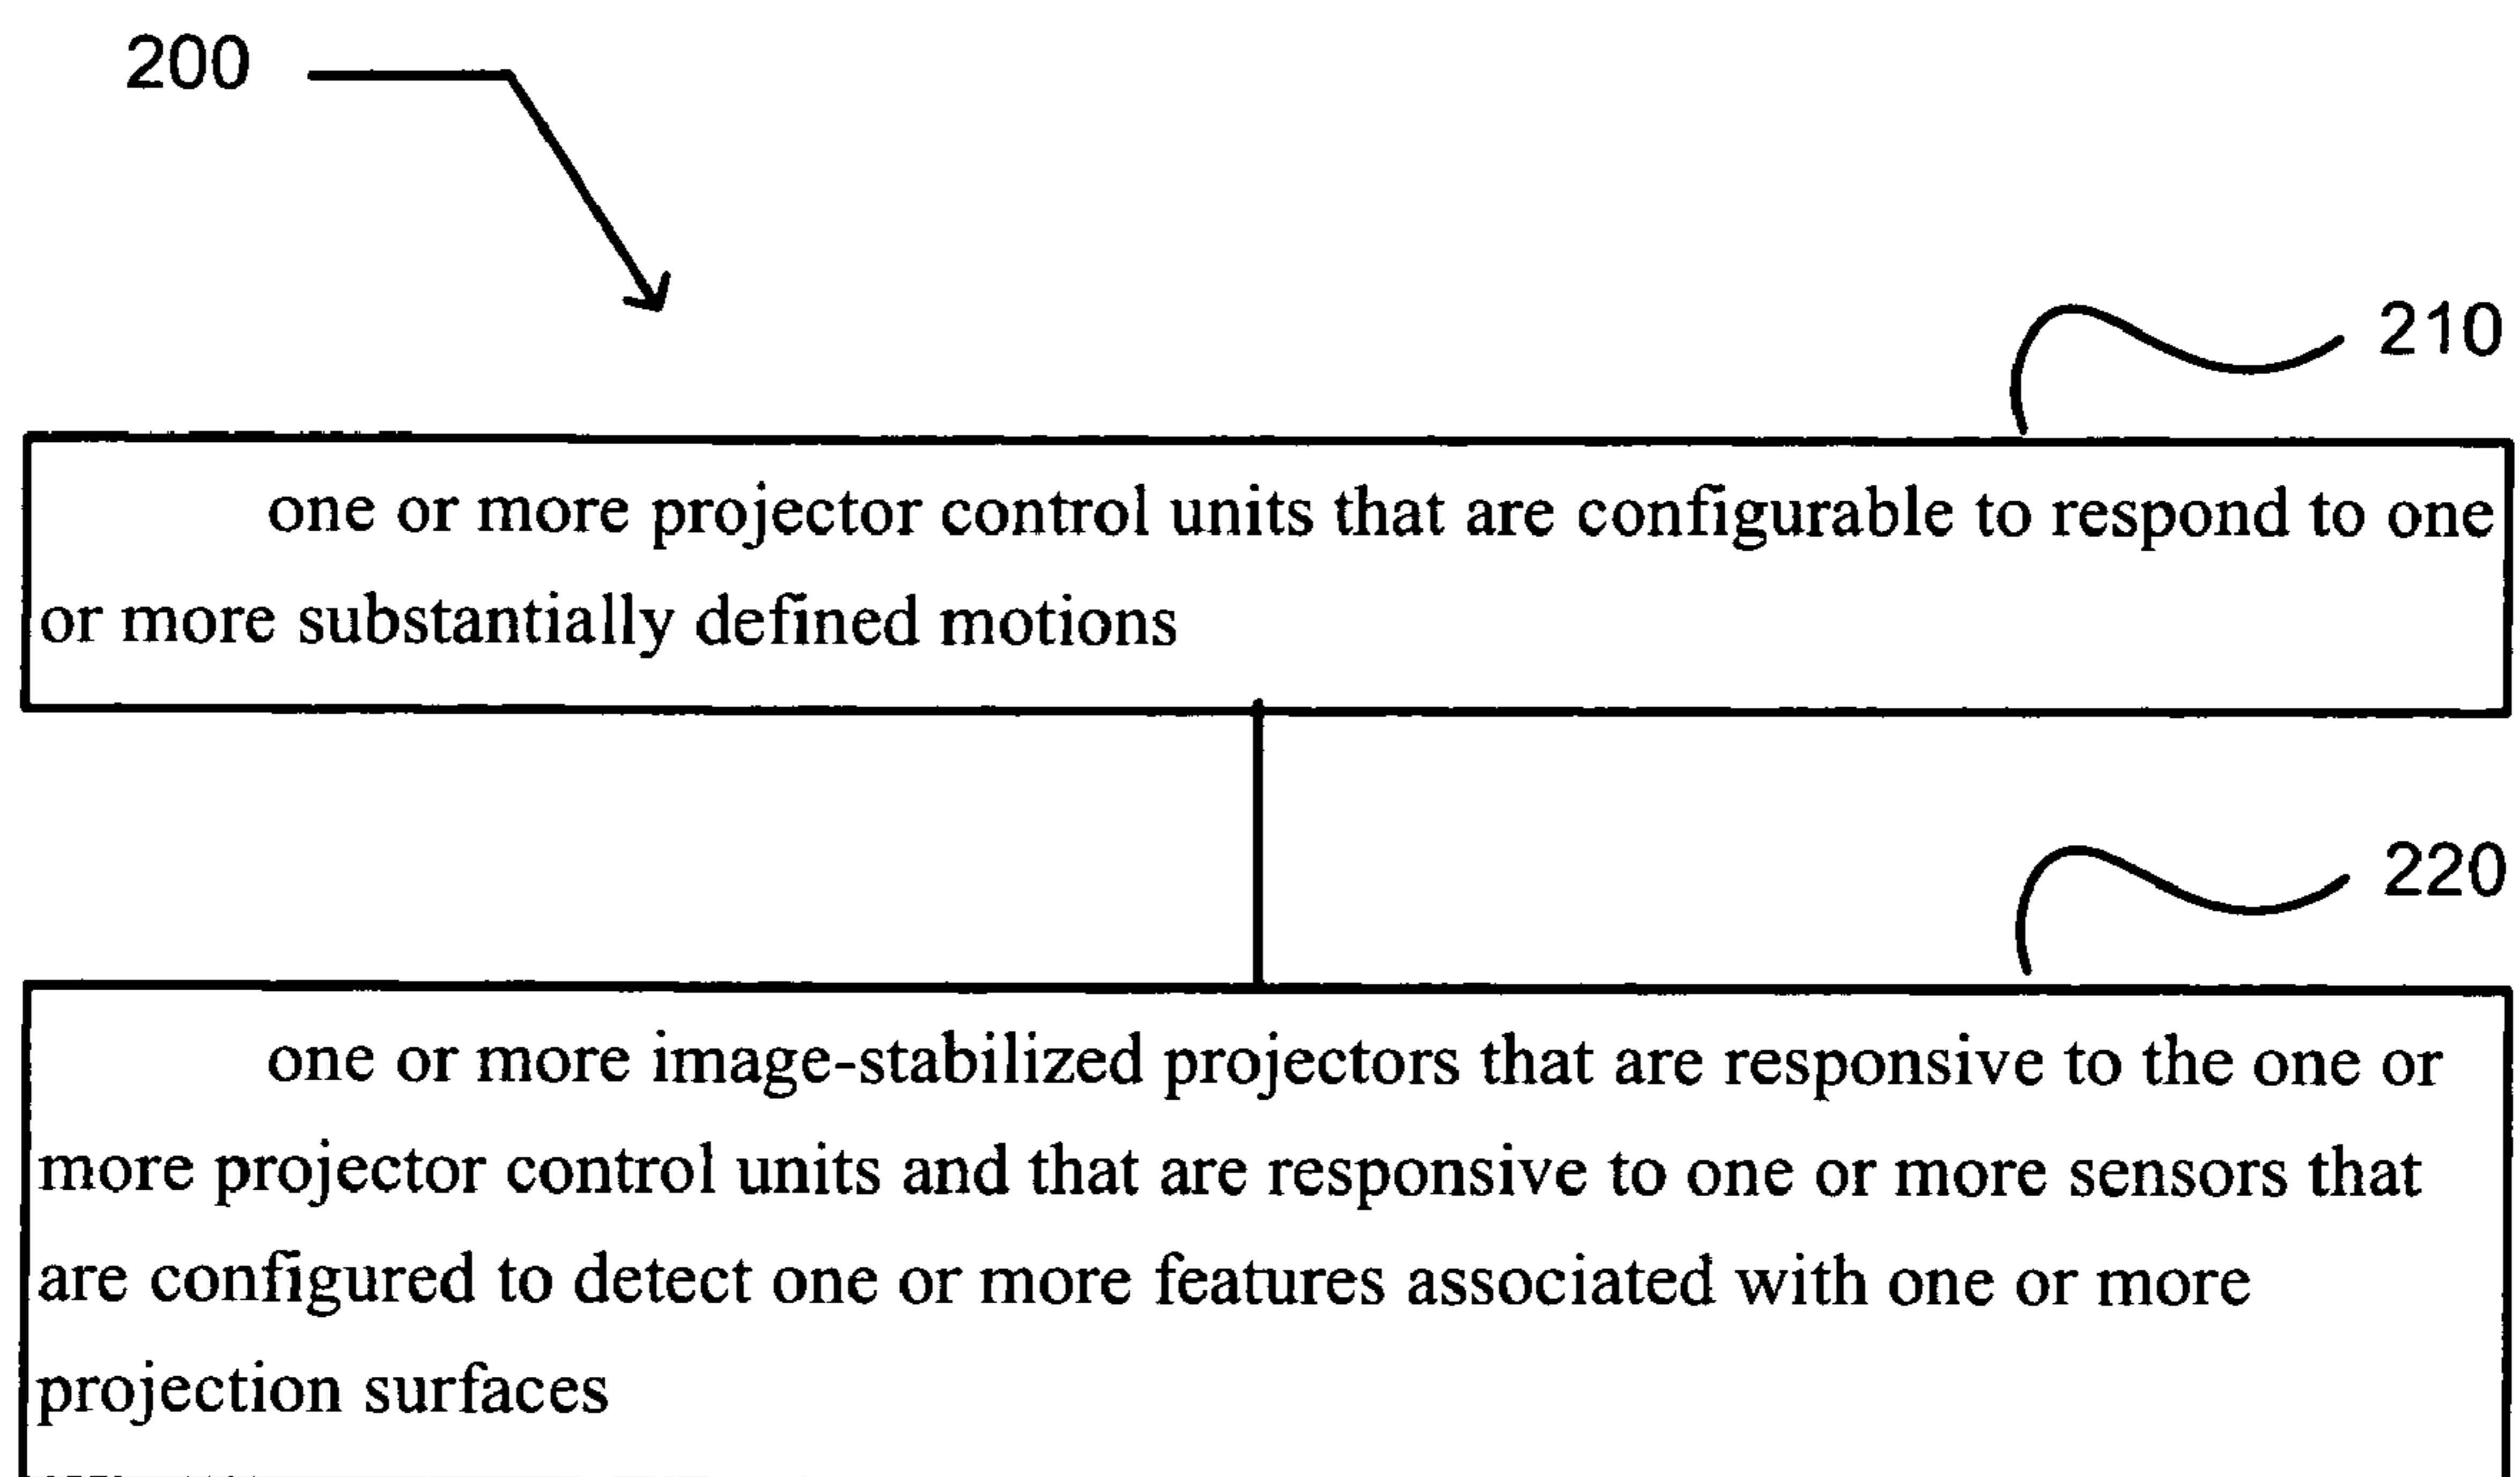 200
210
one or more projector control units that are configurable to respond to one
or more substantially defined motions
220
one or more image-stabilized projectors that are responsive to the one or
more projector control units and that are responsive to one or more sensors that
are configured to detect one or more features associated with one or more
projection surfaces